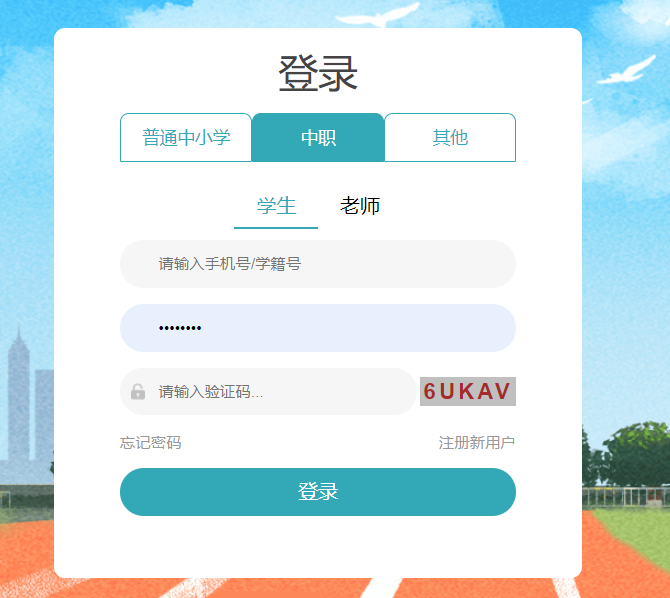 登录
普通中小学 中职 其他
学生 老师
请输入手机号/学籍号
••••••••
请输入验证码... 6UKAV
忘记密码 注册新用户
登录